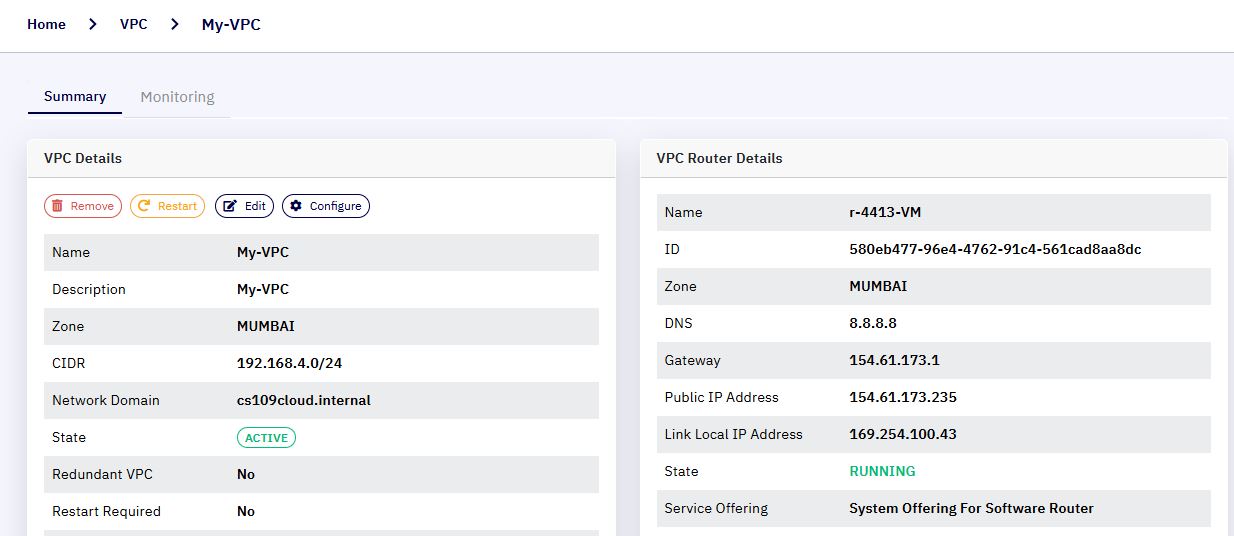 Home > VPC > My-VPC
Summary Monitoring
VPC Details
Remove Restart Edit Configure
Name My-VPC
Description My-VPC
Zone MUMBAI
CIDR 192.168.4.0/24
Network Domain cs109cloud.internal
State ACTIVE
Redundant VPC No
Restart Required No
VPC Router Details
Name r-4413-VM
ID 580eb477-96e4-4762-91c4-561cad8aa8dc
Zone MUMBAI
DNS 8.8.8.8
Gateway 154.61.173.1
Public IP Address 154.61.173.235
Link Local IP Address 169.254.100.43
State RUNNING
Service Offering System Offering For Software Router